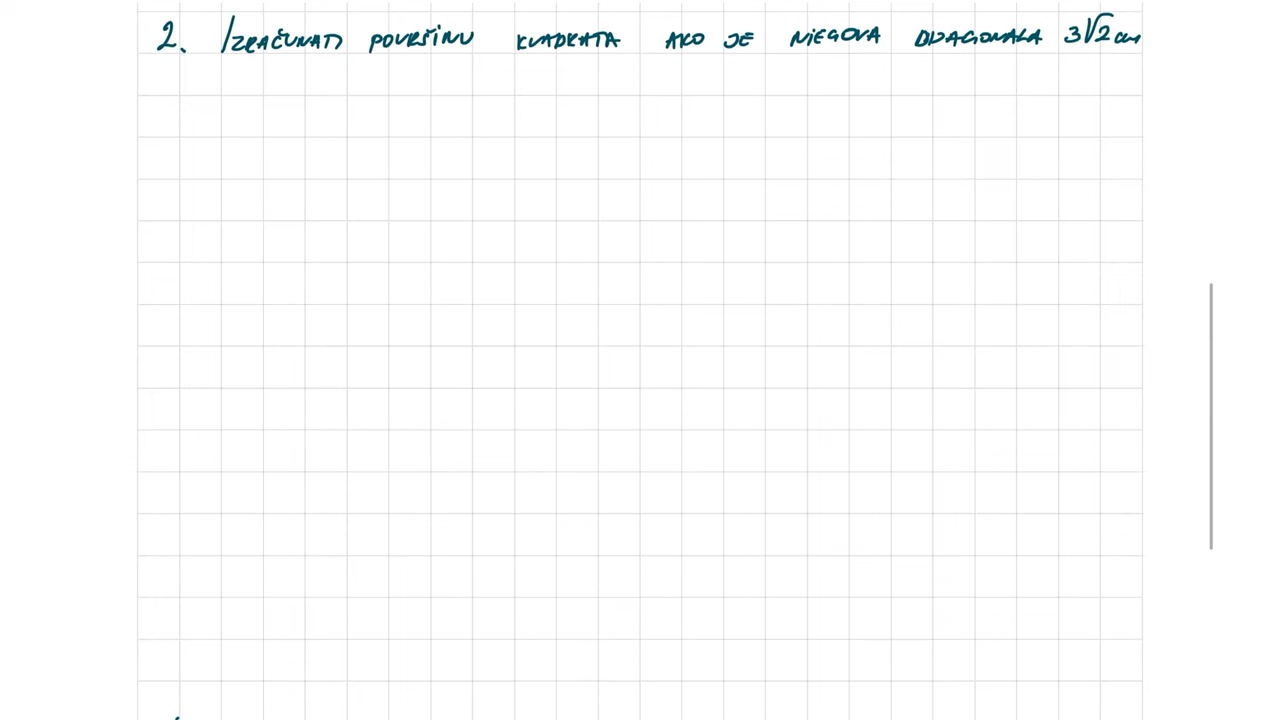 2. IZRAČUNATI POVRŠINU KVADRATA AKO JE NJEGOVA DIJAGONALA 3√2 cm